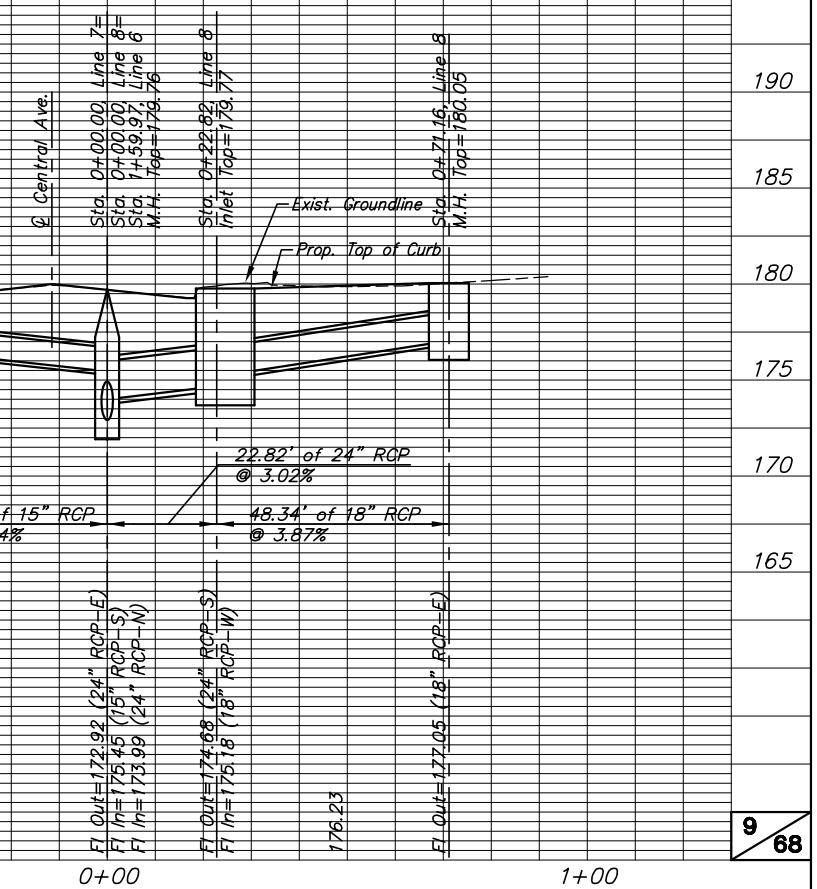 ℄ Central Ave.
Sta. 0+00.00, Line 7=
Sta. 0+00.00, Line 8=
Sta. 1+59.97, Line 6
M.H. Top=179.76
Sta. 0+22.82, Line 8
Inlet Top=179.77
Sta. 0+71.16, Line 8
M.H. Top=180.05
190
185
Exist. Groundline
Prop. Top of Curb
180
175
170
165
22.82' of 24" RCP
@ 3.02%
f 15" RCP
4%
48.34' of 18" RCP
@ 3.87%
Fl Out=172.92 (24" RCP-E)
Fl In=175.45 (15" RCP-S)
Fl In=173.99 (24" RCP-N)
Fl Out=174.68 (24" RCP-S)
Fl In=175.18 (18" RCP-W)
176.23
Fl Out=177.05 (18" RCP-E)
9
68
0+00
1+00